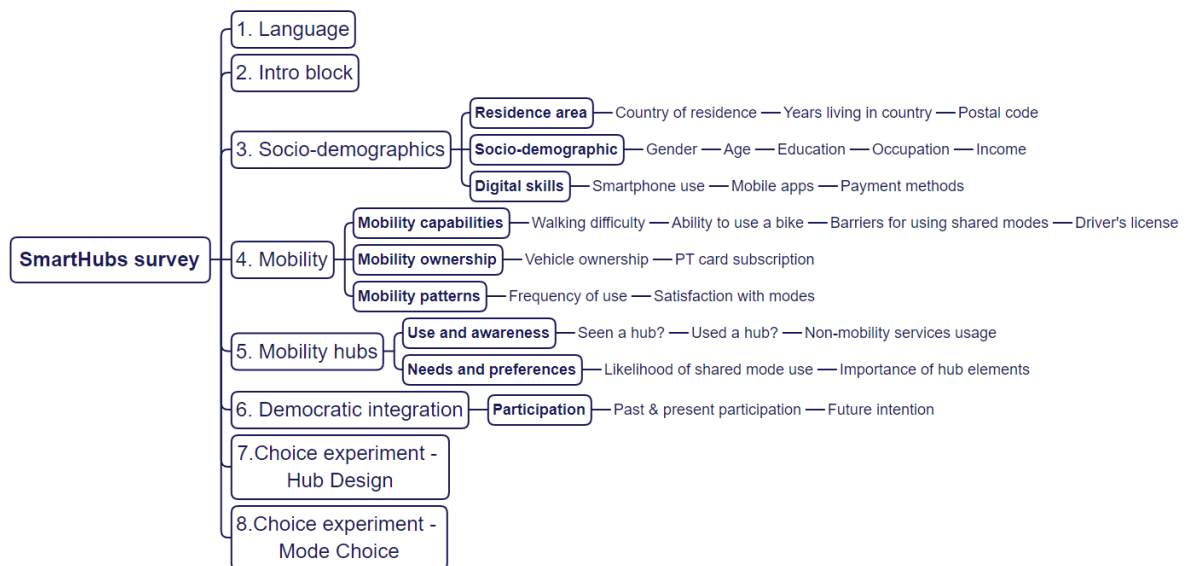 1. Language
2. Intro block
Residence area Country of residence Years living in country Postal code
3. Socio-demographics Socio-demographic Gender Age Education Occupation Income
Digital skills Smartphone use Mobile apps Payment methods
Mobility capabilities Walking difficulty Ability to use a bike Barriers for using shared modes Driver's license
SmartHubs survey 4. Mobility Mobility ownership Vehicle ownership PT card subscription
Mobility patterns Frequency of use Satisfaction with modes
Use and awareness Seen a hub? Used a hub? Non-mobility services usage
5. Mobility hubs
Needs and preferences Likelihood of shared mode use Importance of hub elements
6. Democratic integration Participation Past & present participation Future intention
7.Choice experiment -
Hub Design
8.Choice experiment -
Mode Choice